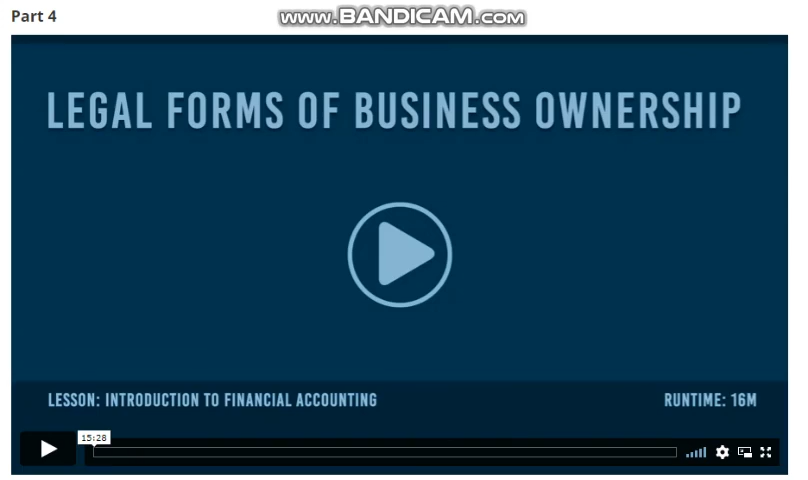 Part 4
www.BANDICAM.com
LEGAL FORMS OF BUSINESS OWNERSHIP
LESSON: INTRODUCTION TO FINANCIAL ACCOUNTING
RUNTIME: 16M
15:28